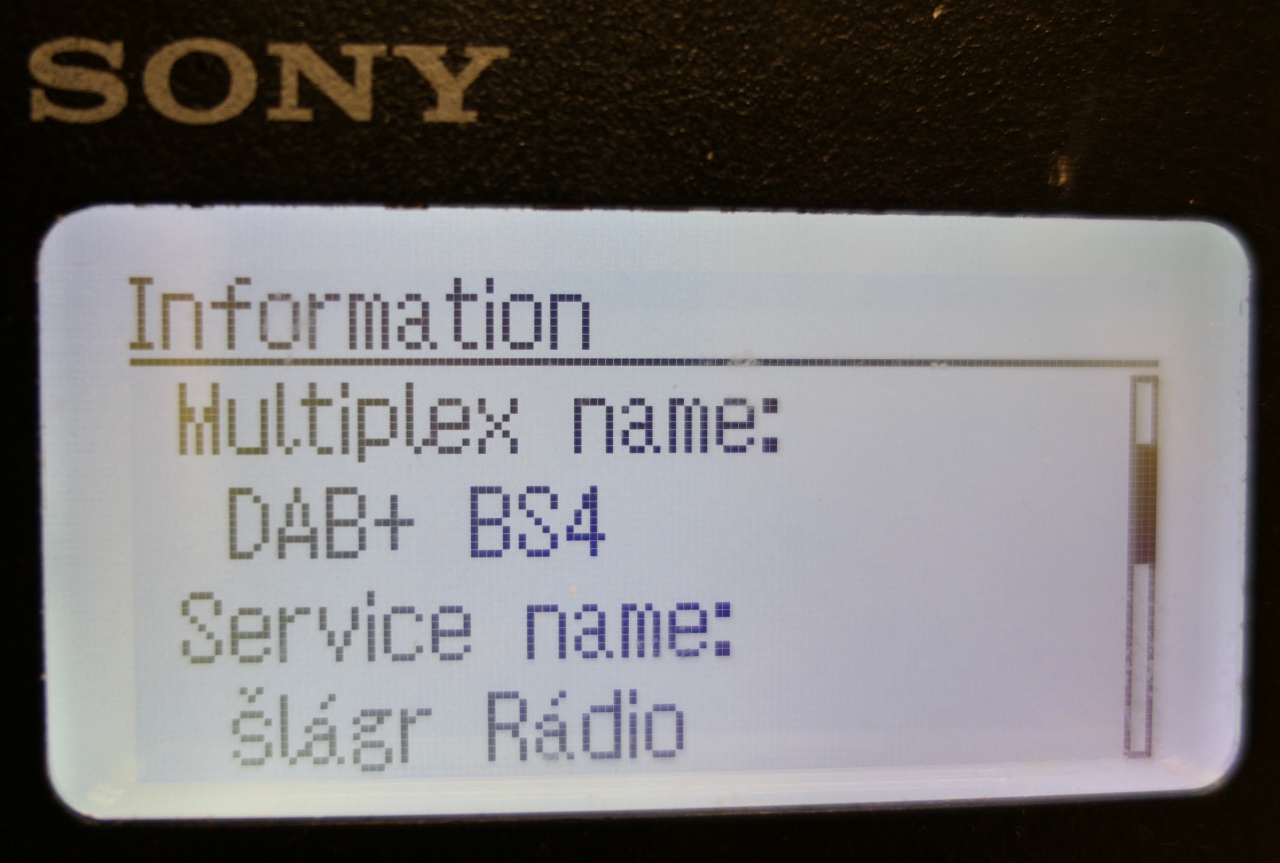 SONY
Information
Multiplex name:
DAB+ BS4
Service name:
šlágr Rádio